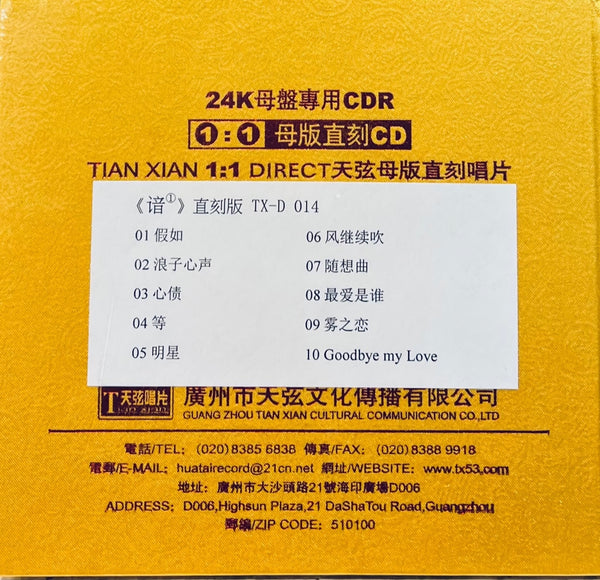 24K母盤專用CDR
1:1 母版直刻CD
TIAN XIAN 1:1 DIRECT天弦母版直刻唱片
《谙①》直刻版 TX-D 014
01 假如
02 浪子心声
03 心债
04 等
05 明星
06 风继续吹
07 随想曲
08 最爱是谁
09 雾之恋
10 Goodbye my Love
T天弦唱片
廣州市天弦文化傳播有限公司
GUANG ZHOU TIAN XIAN CULTURAL COMMUNICATION CO.,LTD
電話/TEL: (020)8385 6838 傳真/FAX: (020)8388 9918
電郵/E-MAIL: huatairecord@21cn.net 網址/WEBSITE: www.tx53.com
地址: 廣州市大沙頭路21號海印廣場D006
ADDRESS: D006,Highsun Plaza,21 DaShaTou Road,Guangzhou
郵編/ZIP CODE: 510100